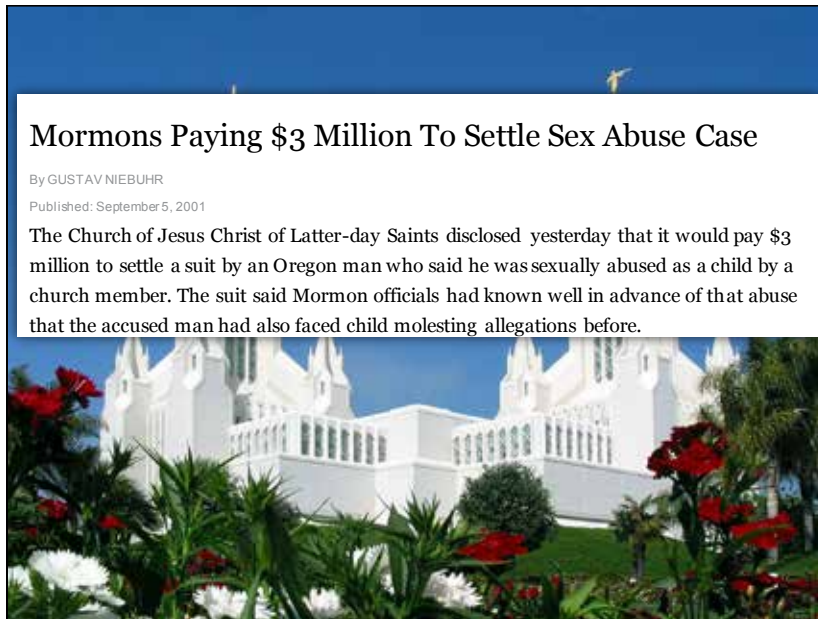 Mormons Paying $3 Million To Settle Sex Abuse Case
By GUSTAV NIEBUHR
Published: September 5, 2001
The Church of Jesus Christ of Latter-day Saints disclosed yesterday that it would pay $3
million to settle a suit by an Oregon man who said he was sexually abused as a child by a
church member. The suit said Mormon officials had known well in advance of that abuse
that the accused man had also faced child molesting allegations before.